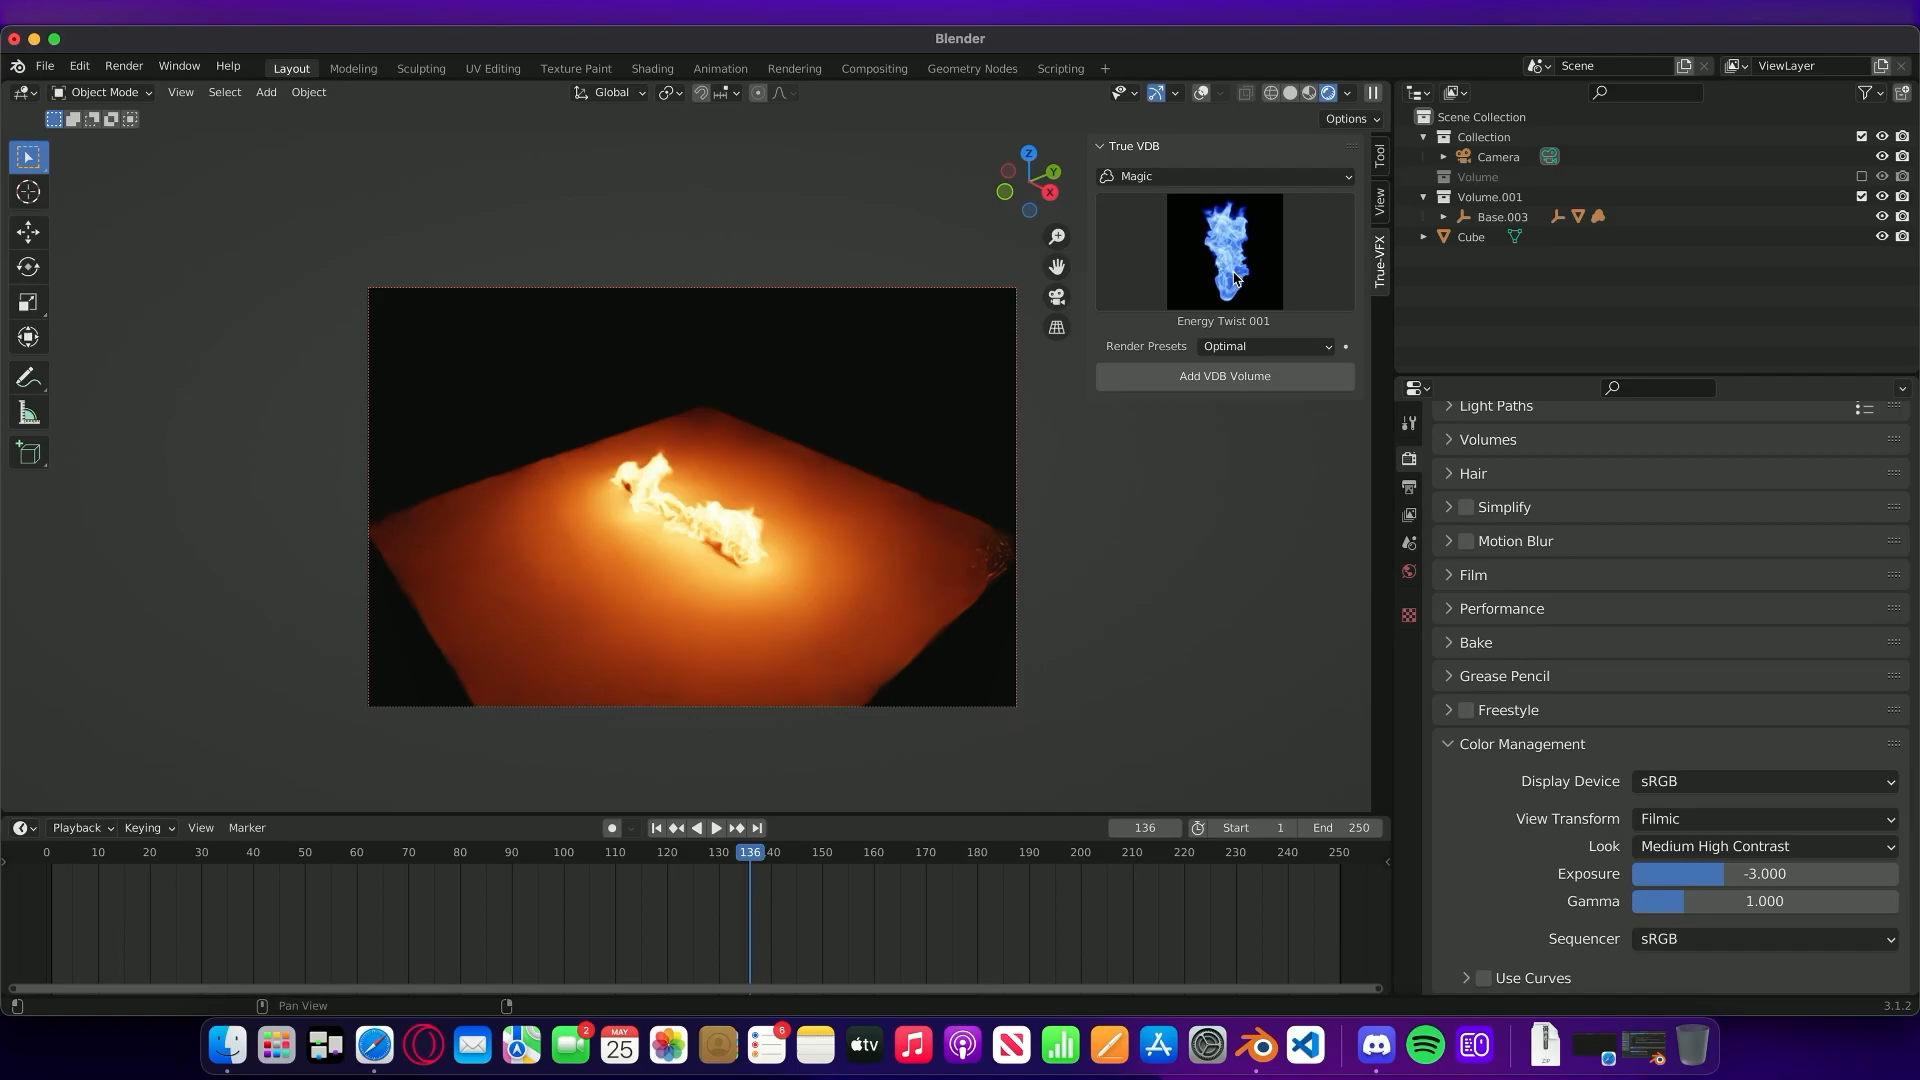 Blender
File Edit Render Window Help
Layout Modeling Sculpting UV Editing Texture Paint Shading Animation Rendering Compositing Geometry Nodes Scripting +
Scene
ViewLayer
Object Mode View Select Add Object
Global
Options
Z
Y
X
True VDB
Magic
Energy Twist 001
Render Presets Optimal
Add VDB Volume
Tool
View
True-VFX
Scene Collection
Collection
Camera
Volume
Volume.001
Base.003
Cube
Light Paths
Volumes
Hair
Simplify
Motion Blur
Film
Performance
Bake
Grease Pencil
Freestyle
Color Management
Display Device sRGB
View Transform Filmic
Look Medium High Contrast
Exposure -3.000
Gamma 1.000
Sequencer sRGB
Use Curves
Playback Keying View Marker
136 Start 1 End 250
0 10 20 30 40 50 60 70 80 90 100 110 120 130 136 40 150 160 170 180 190 200 210 220 230 240 250
Pan View
3.1.2
2
MAY
25
6
tv
ZIP